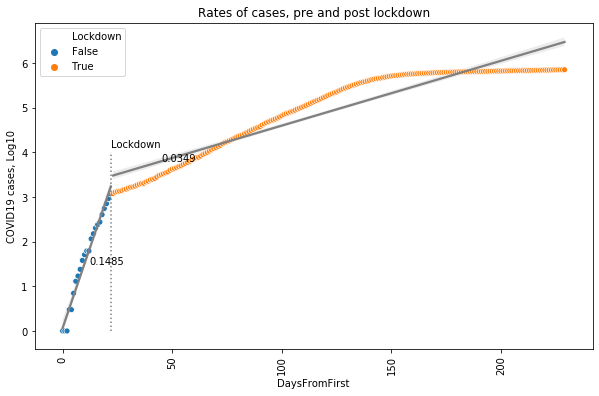 Rates of cases, pre and post lockdown
Lockdown
False
True
Lockdown
0.0349
0.1485
COVID19 cases, Log10
6
5
4
3
2
1
0
0
50
100
150
200
DaysFromFirst